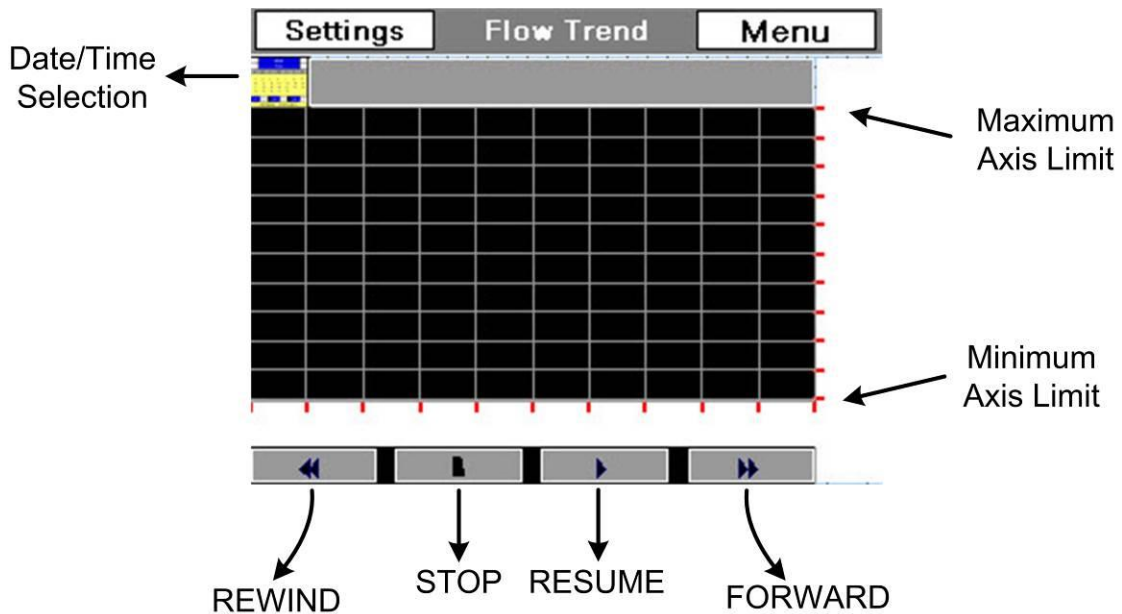 Settings
Flow Trend
Menu
Date/Time
Selection
Maximum
Axis Limit
Minimum
Axis Limit
REWIND
STOP
RESUME
FORWARD